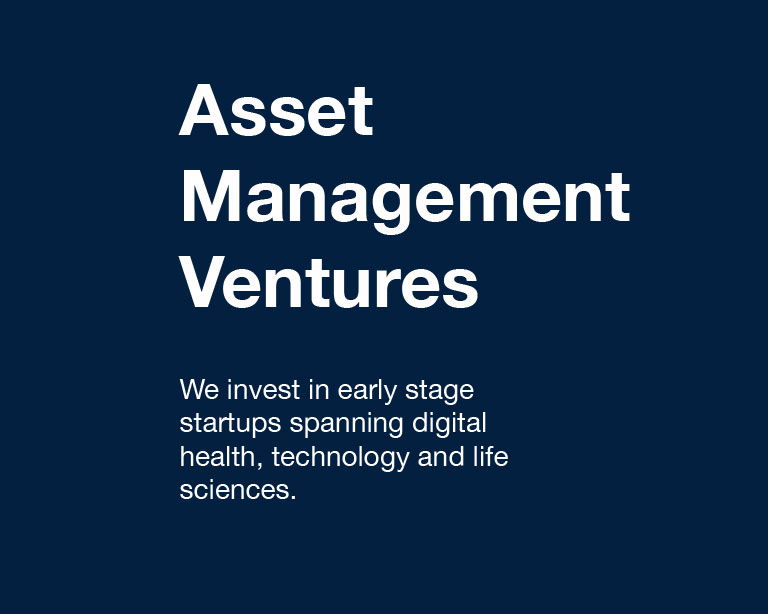 Asset
Management
Ventures
We invest in early stage
startups spanning digital
health, technology and life
sciences.